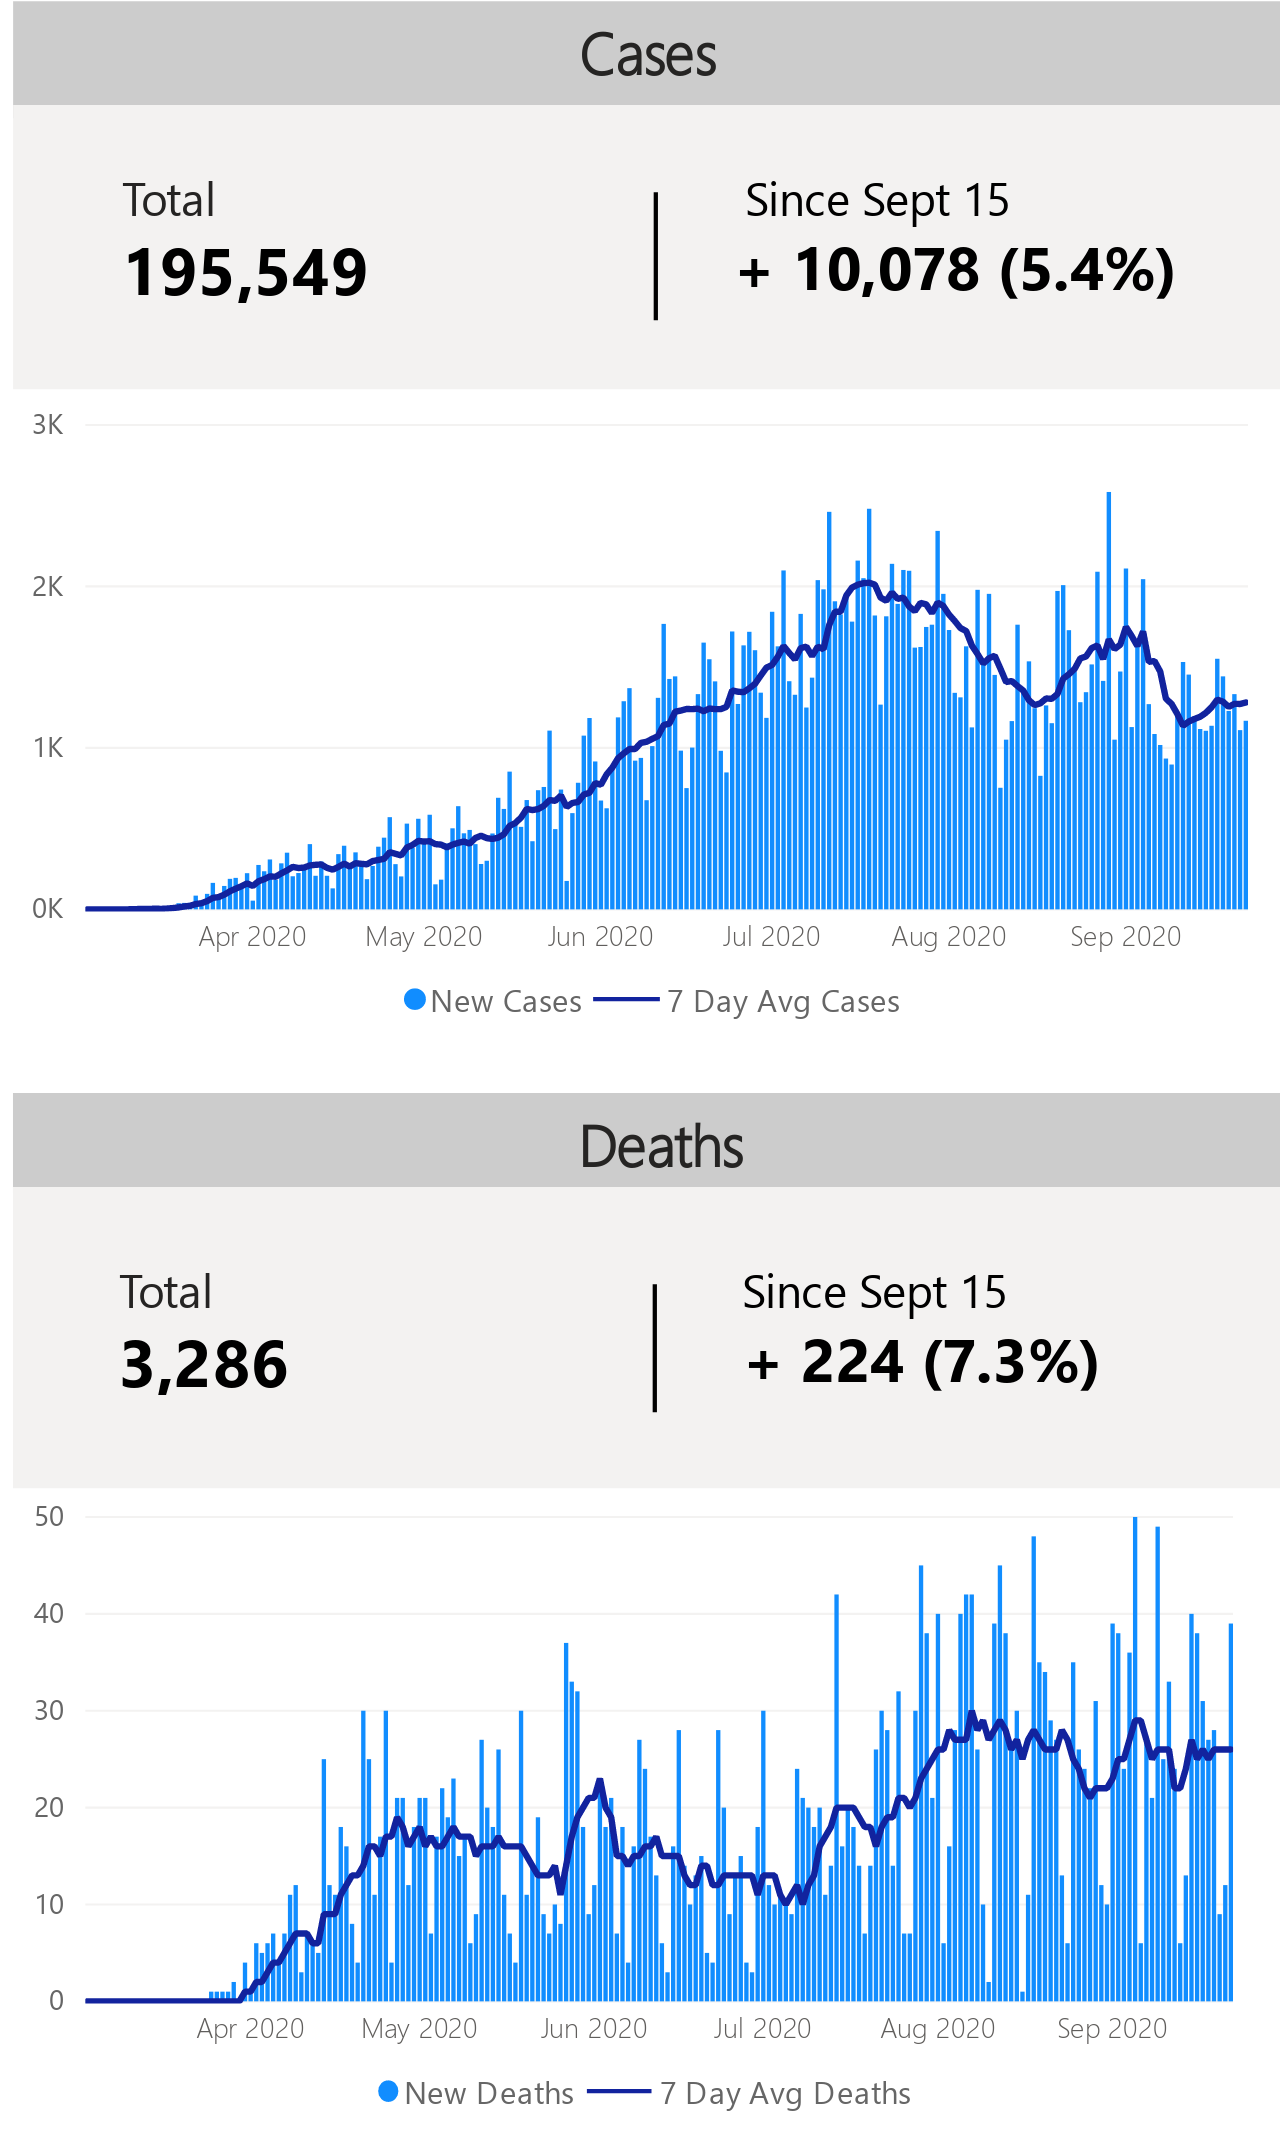 Cases
Total
Since Sept 15
195,549
+ 10,078 (5.4%)
3K
2K
1K
0K
Apr 2020
May 2020
Jun 2020
Jul 2020
Aug 2020
Sep 2020
New Cases
7 Day Avg Cases
Deaths
Total
Since Sept 15
3,286
+ 224 (7.3%)
50
40
30
20
10
0
Apr 2020
May 2020
Jun 2020
Jul 2020
Aug 2020
Sep 2020
New Deaths
7 Day Avg Deaths